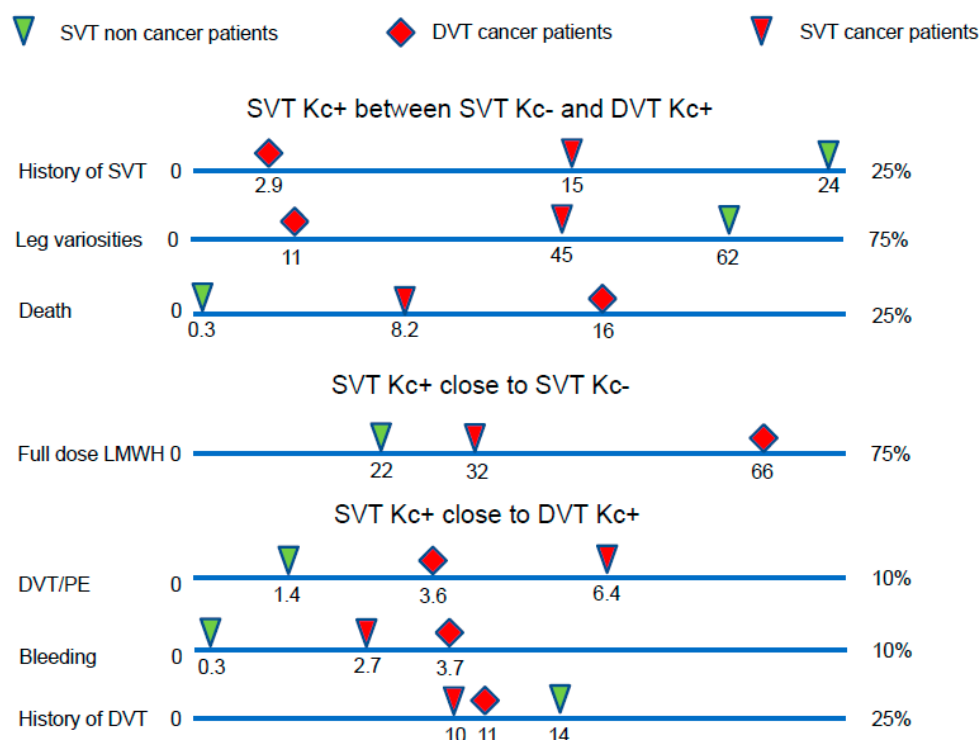 SVT non cancer patients DVT cancer patients SVT cancer patients
SVT Kc+ between SVT Kc- and DVT Kc+
History of SVT 0 25%
2.9 15 24
Leg variosities 0 75%
11 45 62
Death 0 25%
0.3 8.2 16
SVT Kc+ close to SVT Kc-
Full dose LMWH 0 75%
22 32 66
SVT Kc+ close to DVT Kc+
DVT/PE 0 10%
1.4 3.6 6.4
Bleeding 0 10%
0.3 2.7 3.7
History of DVT 0 25%
10 11 14